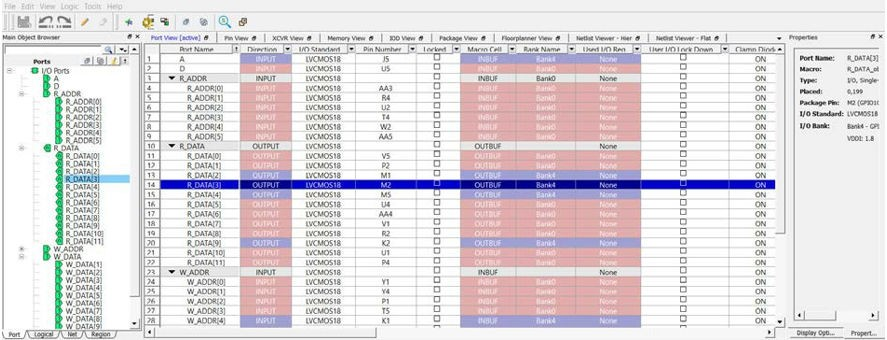 File Edit View Logic Tools Help
Main Object Browser
Ports
I/O Ports
A
D
R_ADDR
R_ADDR[0]
R_ADDR[1]
R_ADDR[2]
R_ADDR[3]
R_ADDR[4]
R_ADDR[5]
R_DATA
R_DATA[0]
R_DATA[1]
R_DATA[2]
R_DATA[3]
R_DATA[4]
R_DATA[5]
R_DATA[6]
R_DATA[7]
R_DATA[8]
R_DATA[9]
R_DATA[10]
R_DATA[11]
W_ADDR
W_DATA
W_DATA[1]
W_DATA[2]
W_DATA[3]
W_DATA[4]
W_DATA[5]
W_DATA[6]
W_DATA[7]
W_DATA[8]
W_DATA[9]
Port Logical Net Region
Port View (active) Pin View XCVR View Memory View IOD View Package View Floorplanner View Netlist Viewer - Hier Netlist Viewer - Flat
Port Name Direction I/O Standard Pin Number Locked Macro Cell Bank Name Used I/O Reg User I/O Lock Down Clamp Diode
1 A INPUT LVCMOS18 J5 INBUF Bank4 None ON
2 D INPUT LVCMOS18 U5 INBUF Bank0 None ON
3 R_ADDR INPUT LVCMOS18 INBUF Bank0 None ON
4 R_ADDR[0] INPUT LVCMOS18 AA3 INBUF Bank0 None ON
5 R_ADDR[1] INPUT LVCMOS18 R4 INBUF Bank0 None ON
6 R_ADDR[2] INPUT LVCMOS18 U2 INBUF Bank0 None ON
7 R_ADDR[3] INPUT LVCMOS18 T4 INBUF Bank0 None ON
8 R_ADDR[4] INPUT LVCMOS18 W2 INBUF Bank0 None ON
9 R_ADDR[5] INPUT LVCMOS18 AA5 INBUF Bank0 None ON
10 R_DATA OUTPUT LVCMOS18 OUTBUF None ON
11 R_DATA[0] OUTPUT LVCMOS18 V5 OUTBUF Bank0 None ON
12 R_DATA[1] OUTPUT LVCMOS18 P2 OUTBUF Bank0 None ON
13 R_DATA[2] OUTPUT LVCMOS18 M1 OUTBUF Bank4 None ON
14 R_DATA[3] OUTPUT LVCMOS18 M2 OUTBUF Bank4 None ON
15 R_DATA[4] OUTPUT LVCMOS18 M5 OUTBUF Bank4 None ON
16 R_DATA[5] OUTPUT LVCMOS18 U4 OUTBUF Bank0 None ON
17 R_DATA[6] OUTPUT LVCMOS18 AA4 OUTBUF Bank0 None ON
18 R_DATA[7] OUTPUT LVCMOS18 V1 OUTBUF Bank0 None ON
19 R_DATA[8] OUTPUT LVCMOS18 R2 OUTBUF Bank0 None ON
20 R_DATA[9] OUTPUT LVCMOS18 K2 OUTBUF Bank4 None ON
21 R_DATA[10] OUTPUT LVCMOS18 U1 OUTBUF Bank0 None ON
22 R_DATA[11] OUTPUT LVCMOS18 P4 OUTBUF Bank0 None ON
23 W_ADDR INPUT LVCMOS18 INBUF None ON
24 W_ADDR[0] INPUT LVCMOS18 Y1 INBUF Bank0 None ON
25 W_ADDR[1] INPUT LVCMOS18 Y4 INBUF Bank0 None ON
26 W_ADDR[2] INPUT LVCMOS18 P1 INBUF Bank0 None ON
27 W_ADDR[3] INPUT LVCMOS18 T5 INBUF Bank0 None ON
28 W_ADDR[4] INPUT LVCMOS18 K1 INBUF Bank4 None ON
Properties
Port Name: R_DATA[3]
Macro: R_DATA_ob
Type: I/O, Single-
Placed: 0,199
Package Pin: M2 (GPIO
I/O Standard: LVCMOS18
I/O Bank: Bank4 - GPI
VDDI: 1.8
Display Opti... Propert...